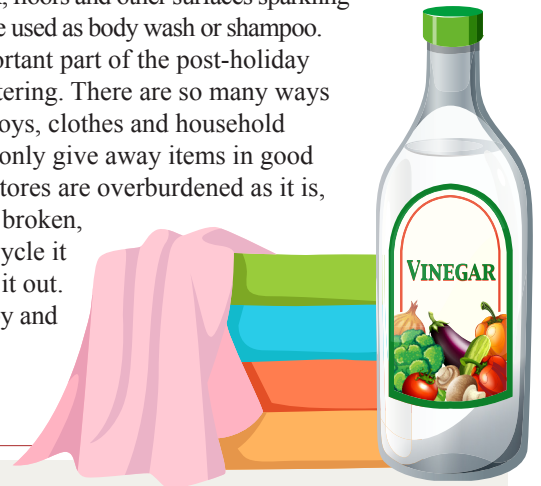 floors and other surfaces sparkling
e used as body wash or shampoo.
ortant part of the post-holiday
tering. There are so many ways
oys, clothes and household
only give away items in good
tores are overburdened as it is,
broken,
ycle it
it out.
y and
VINEGAR